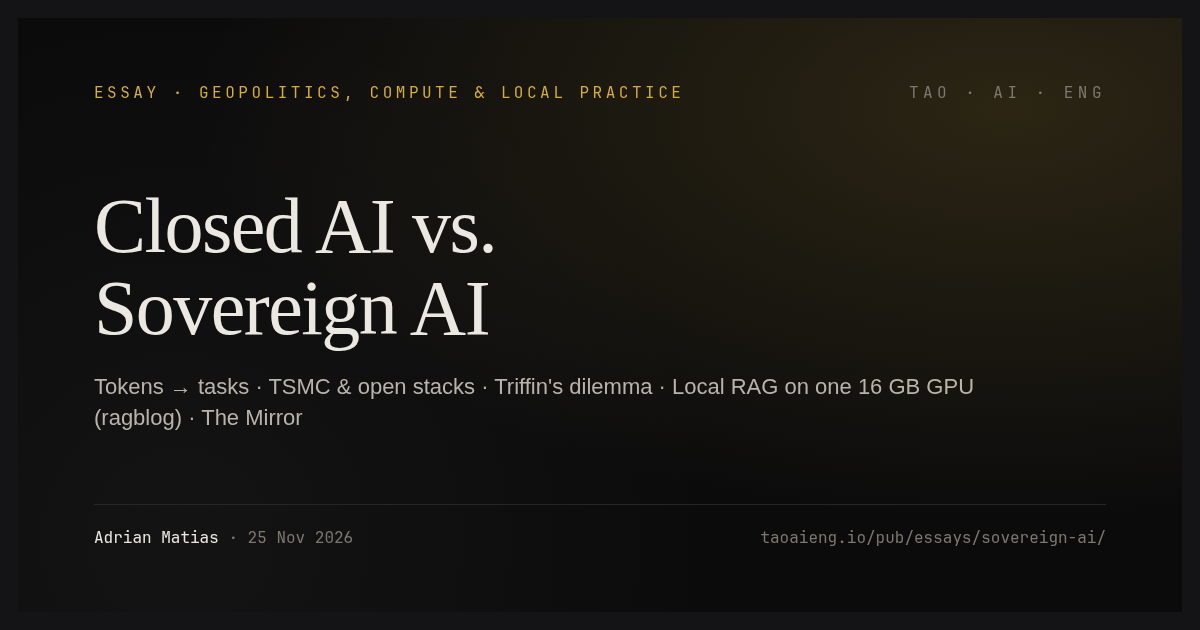 ESSAY · GEOPOLITICS, COMPUTE & LOCAL PRACTICE
TAO · AI · ENG
Closed AI vs.
Sovereign AI
Tokens → tasks · TSMC & open stacks · Triffin's dilemma · Local RAG on one 16 GB GPU
(ragblog) · The Mirror
Adrian Matias · 25 Nov 2026
taoaieng.io/pub/essays/sovereign-ai/